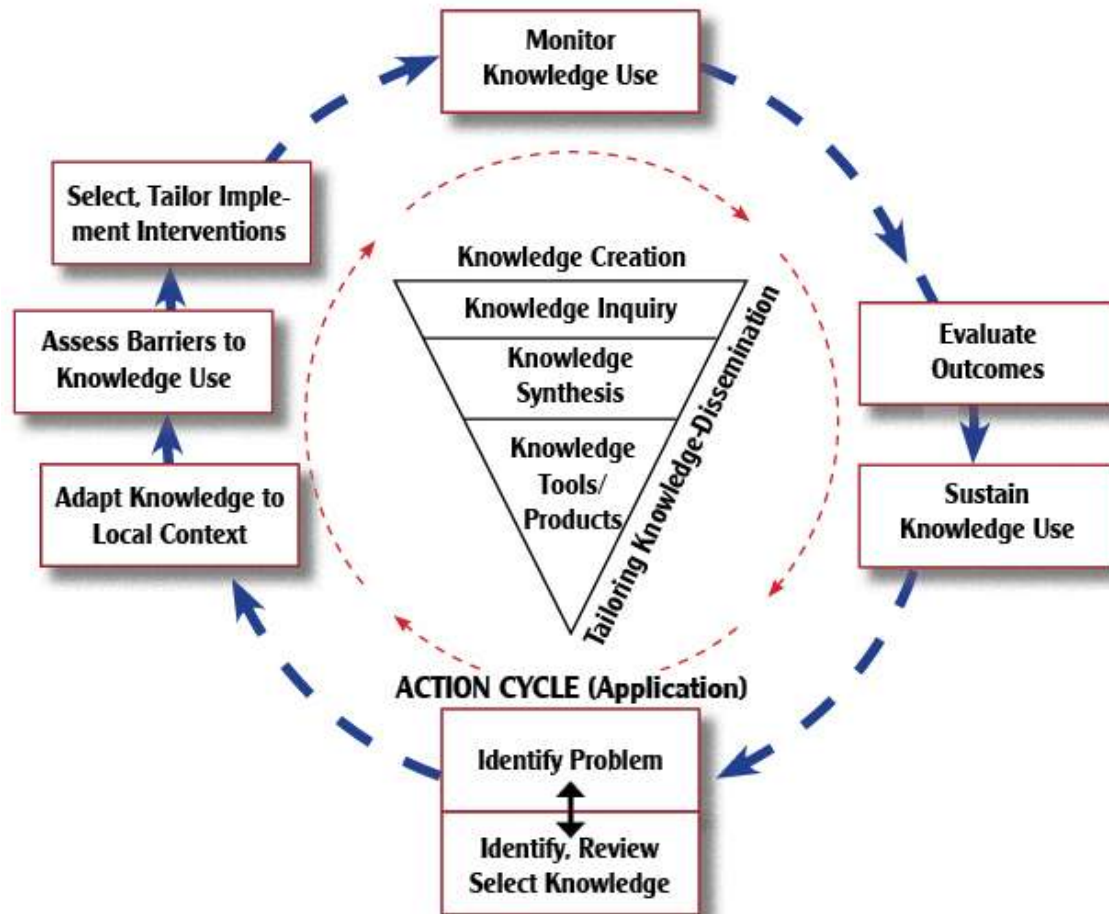 Monitor
Knowledge Use
Select, Tailor Imple-
ment Interventions
Assess Barriers to
Knowledge Use
Adapt Knowledge to
Local Context
Knowledge Creation
Knowledge Inquiry
Knowledge
Synthesis
Knowledge
Tools/
Products
Tailoring Knowledge-Dissemination
Evaluate
Outcomes
Sustain
Knowledge Use
ACTION CYCLE (Application)
Identify Problem
Identify, Review
Select Knowledge